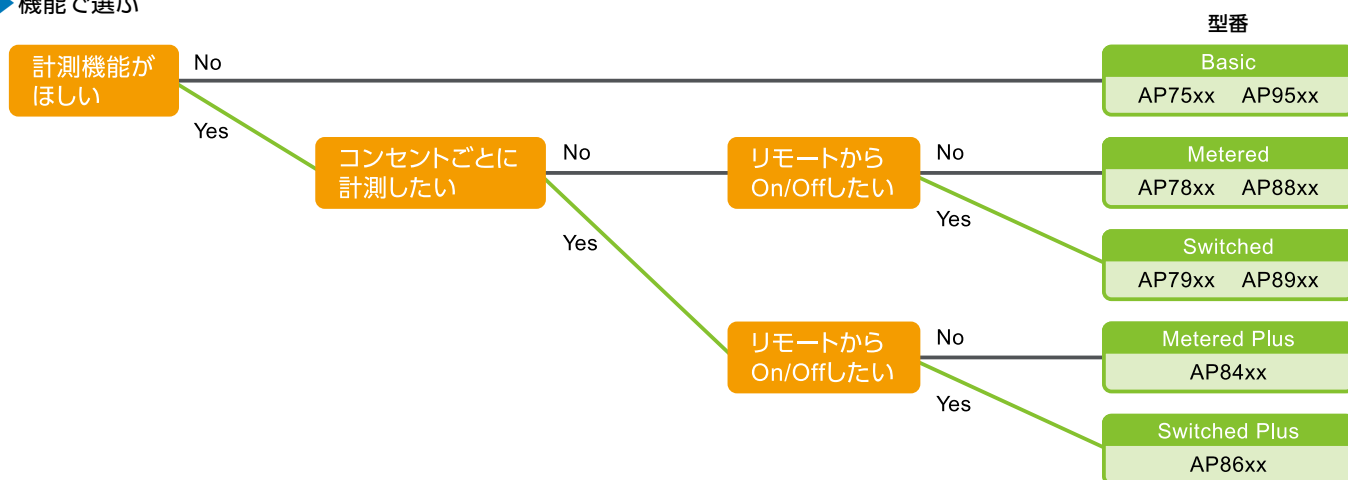 機能で選ぶ
型番
計測機能が
ほしい
No
Yes
Basic
AP75xx AP95xx
コンセントごとに
計測したい
No
Yes
リモートから
On/Offしたい
No
Yes
Metered
AP78xx AP88xx
Switched
AP79xx AP89xx
リモートから
On/Offしたい
No
Yes
Metered Plus
AP84xx
Switched Plus
AP86xx